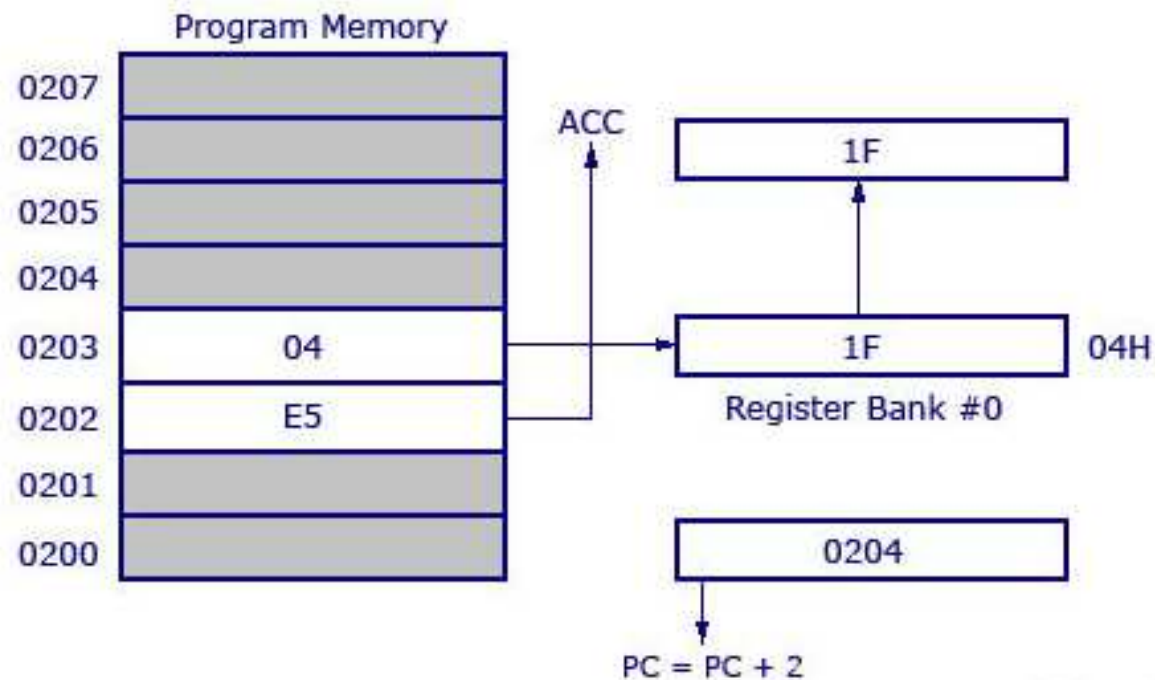 Program Memory
0207
0206
0205
0204
0203 04
0202 E5
0201
0200
ACC
1F
1F 04H
Register Bank #0
0204
PC = PC + 2